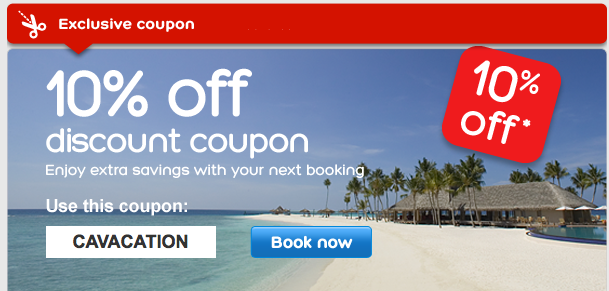 Exclusive coupon
10% off
discount coupon
Enjoy extra savings with your next booking
Use this coupon:
CAVACATION
Book now
10%
off*